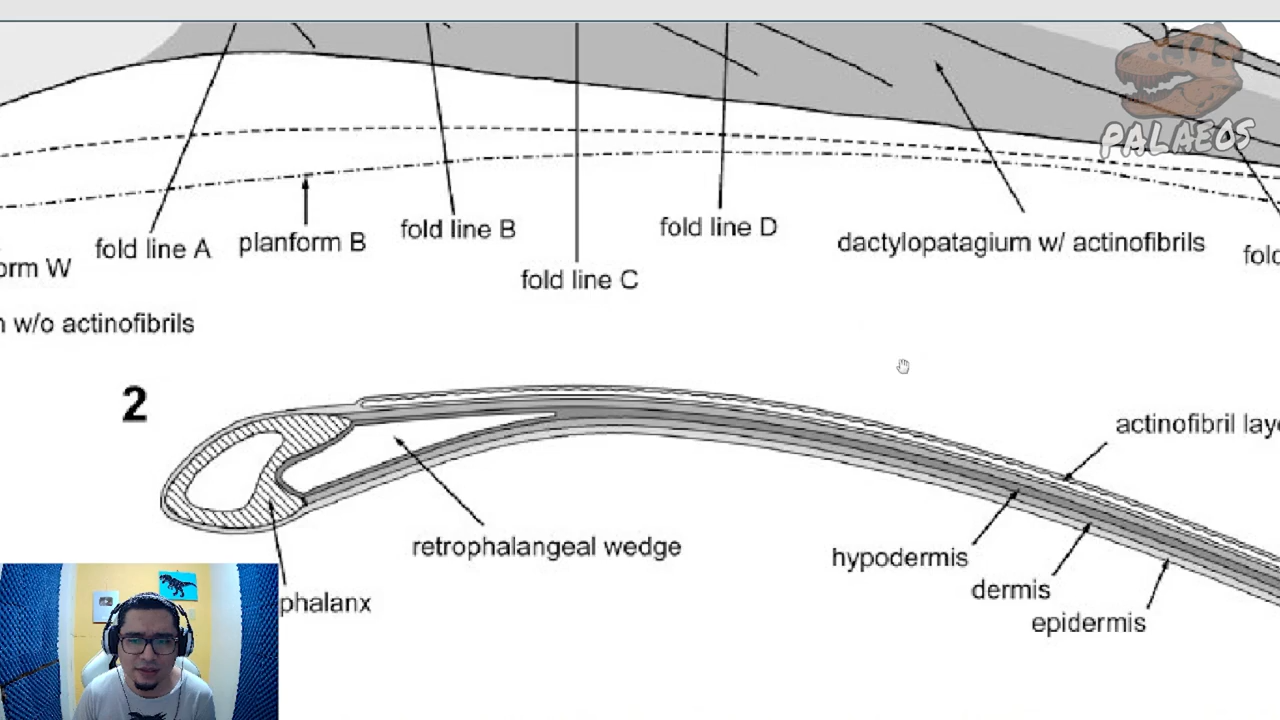 PALAEOS
fold line A
planform B
fold line B
fold line D
dactylopatagium w/ actinofibrils
orm W
fold line C
w/o actinofibrils
2
actinofibril
retrophalangeal wedge
hypodermis
phalanx
dermis
epidermis